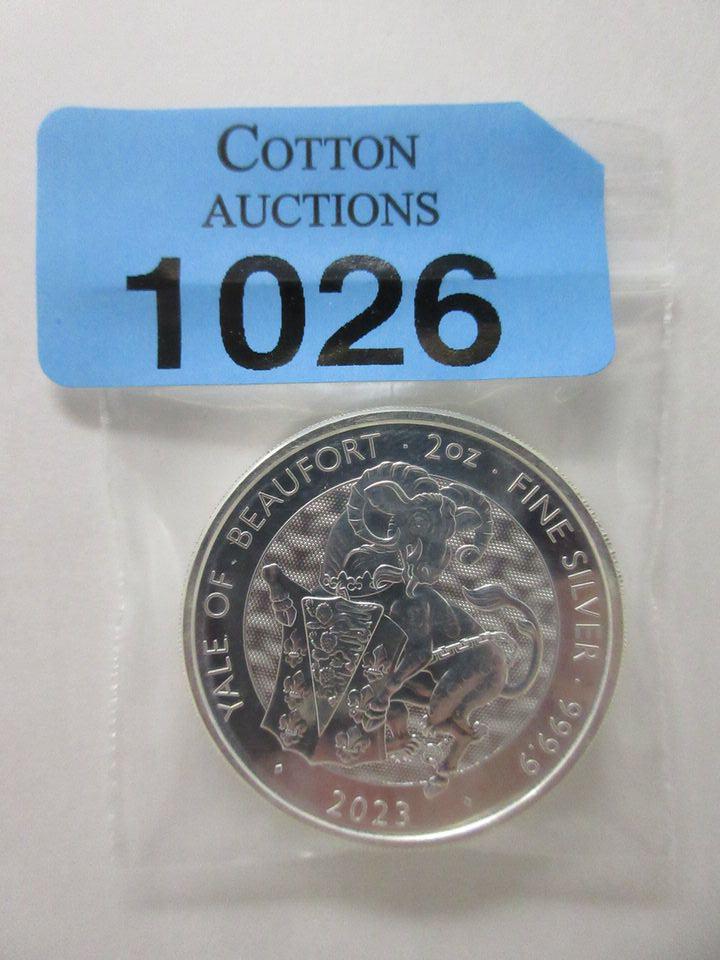 COTTON
AUCTIONS
1026
YALE OF · BEAUFORT · 2oz · FINE SILVER · 999.9
· 2023 ·